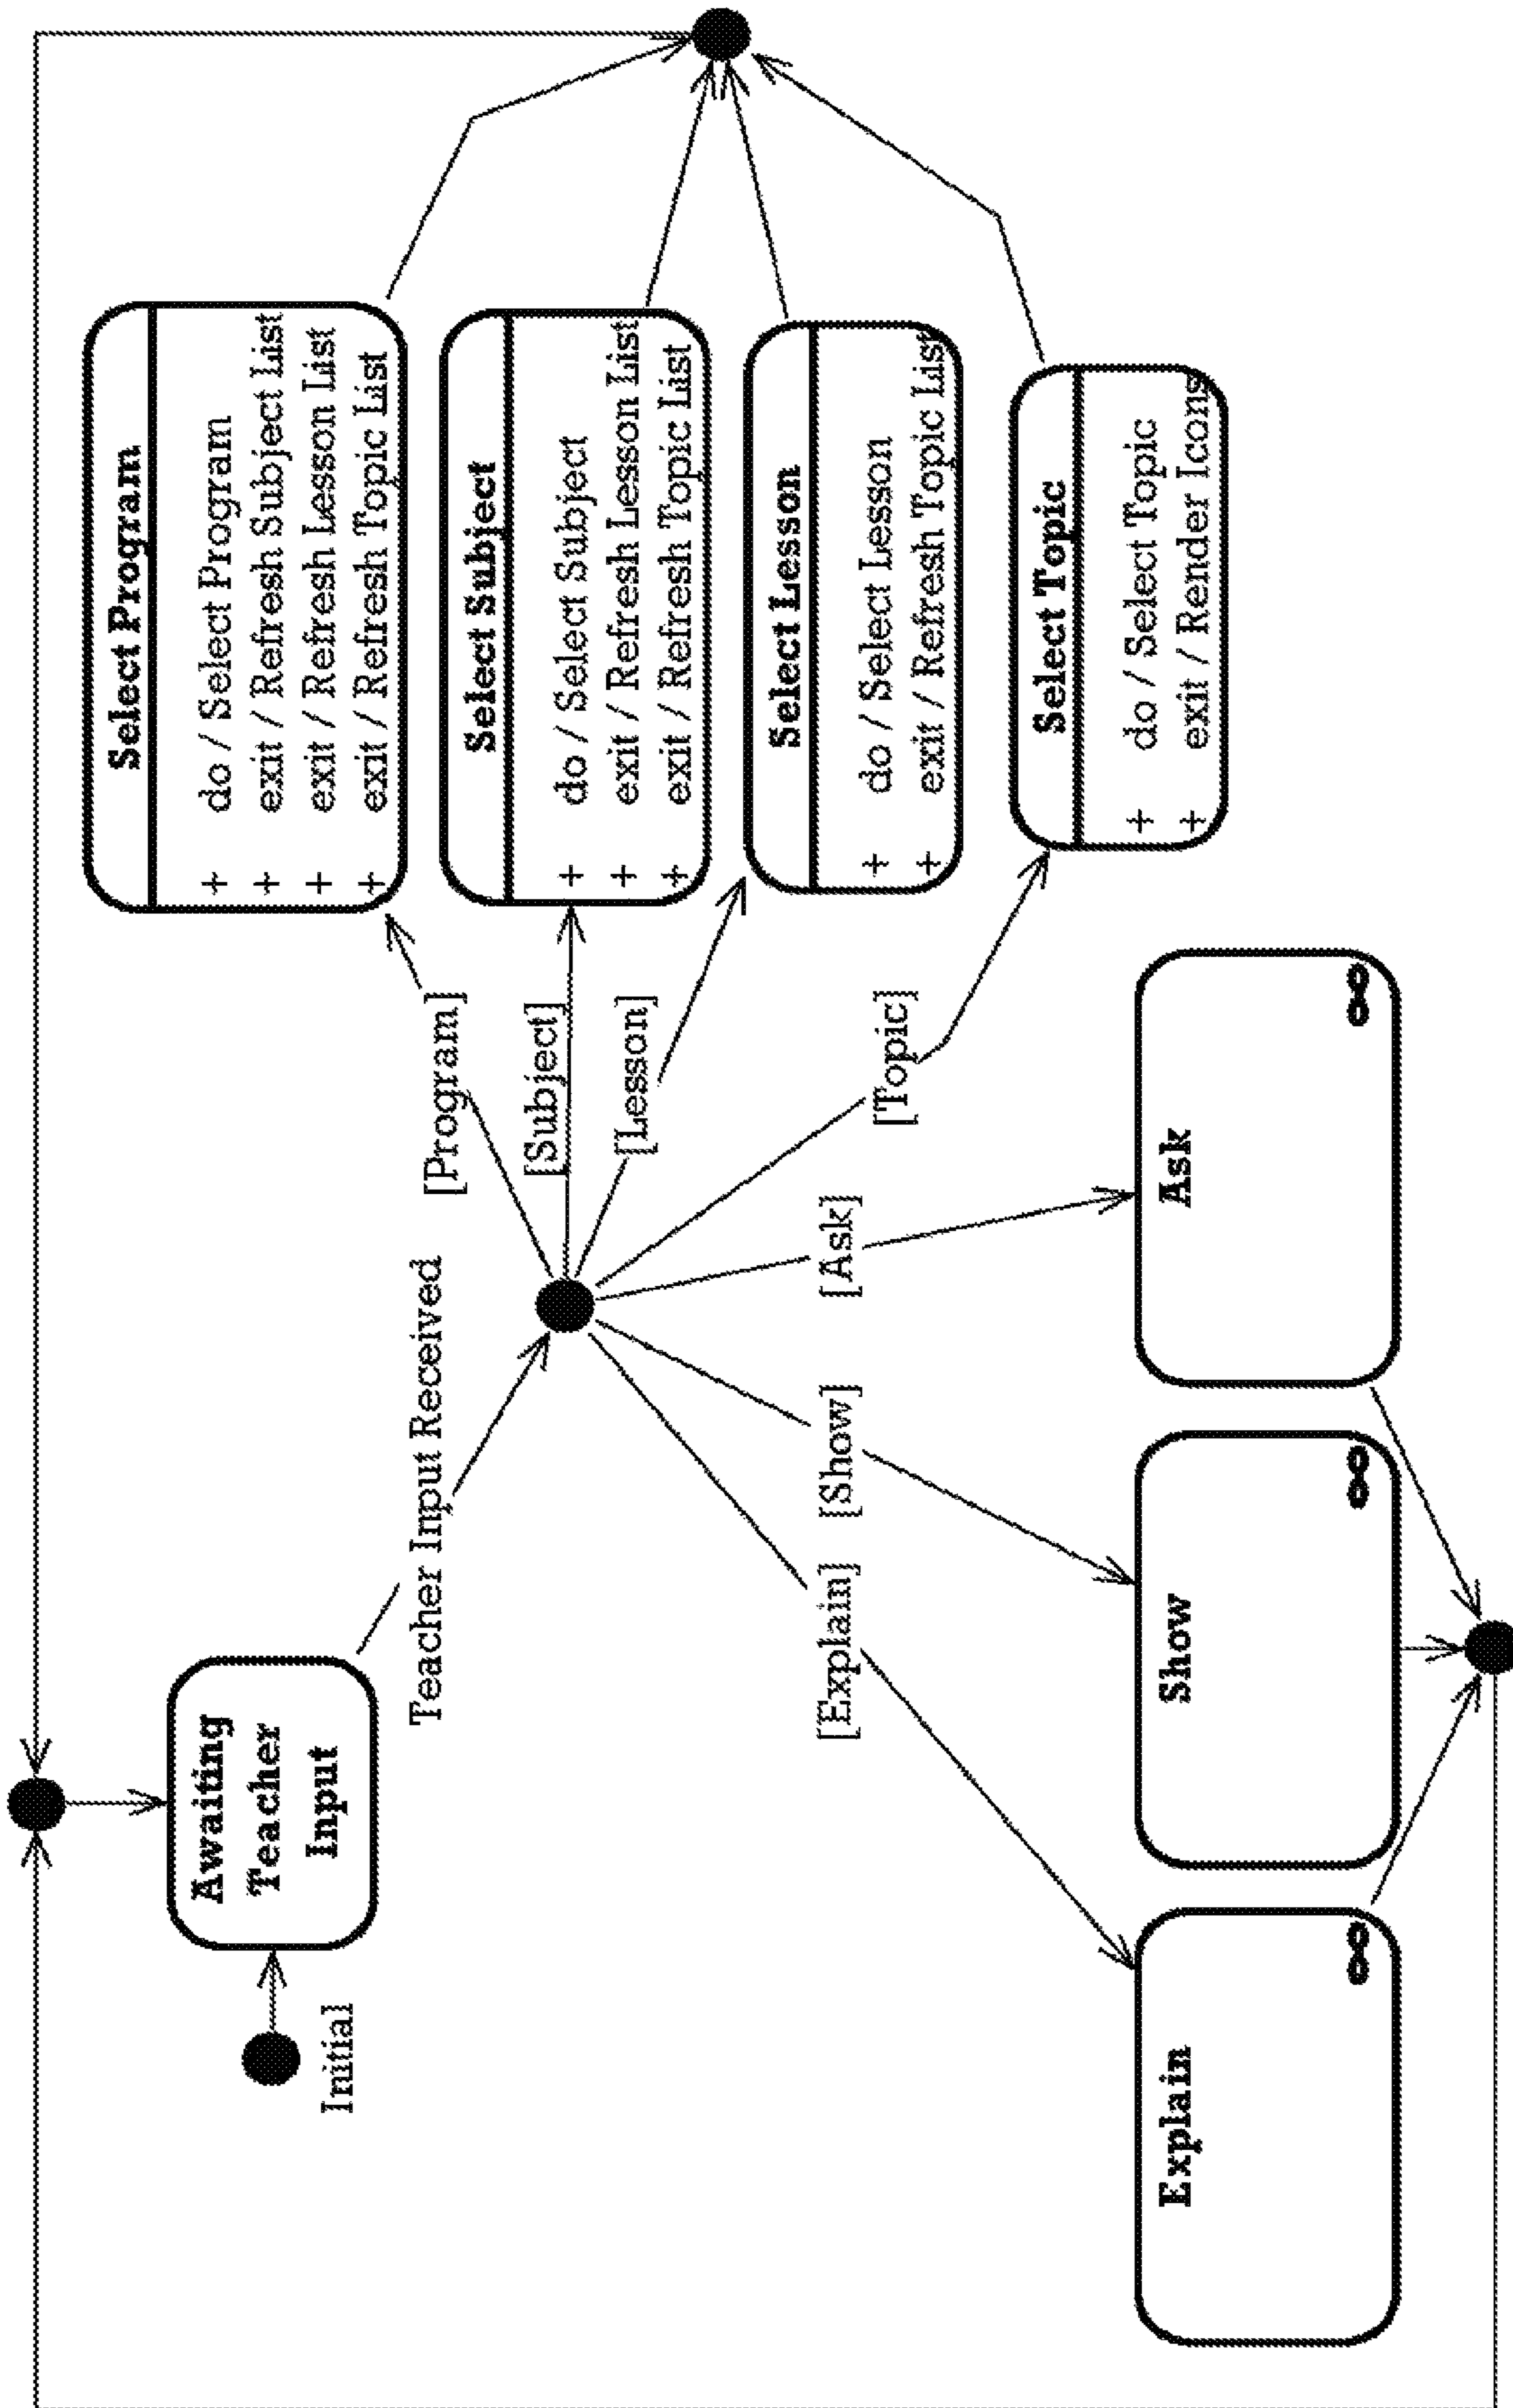 Initial
Awaiting
Teacher
Input
Teacher Input Received
[Program]
[Subject]
[Lesson]
[Topic]
[Ask]
[Show]
[Explain]
Select Program
+ do / Select Program
+ exit / Refresh Subject List
+ exit / Refresh Lesson List
+ exit / Refresh Topic List
Select Subject
+ do / Select Subject
+ exit / Refresh Lesson List
+ exit / Refresh Topic List
Select Lesson
+ do / Select Lesson
+ exit / Refresh Topic List
Select Topic
+ do / Select Topic
+ exit / Render Icons
Explain
Show
Ask